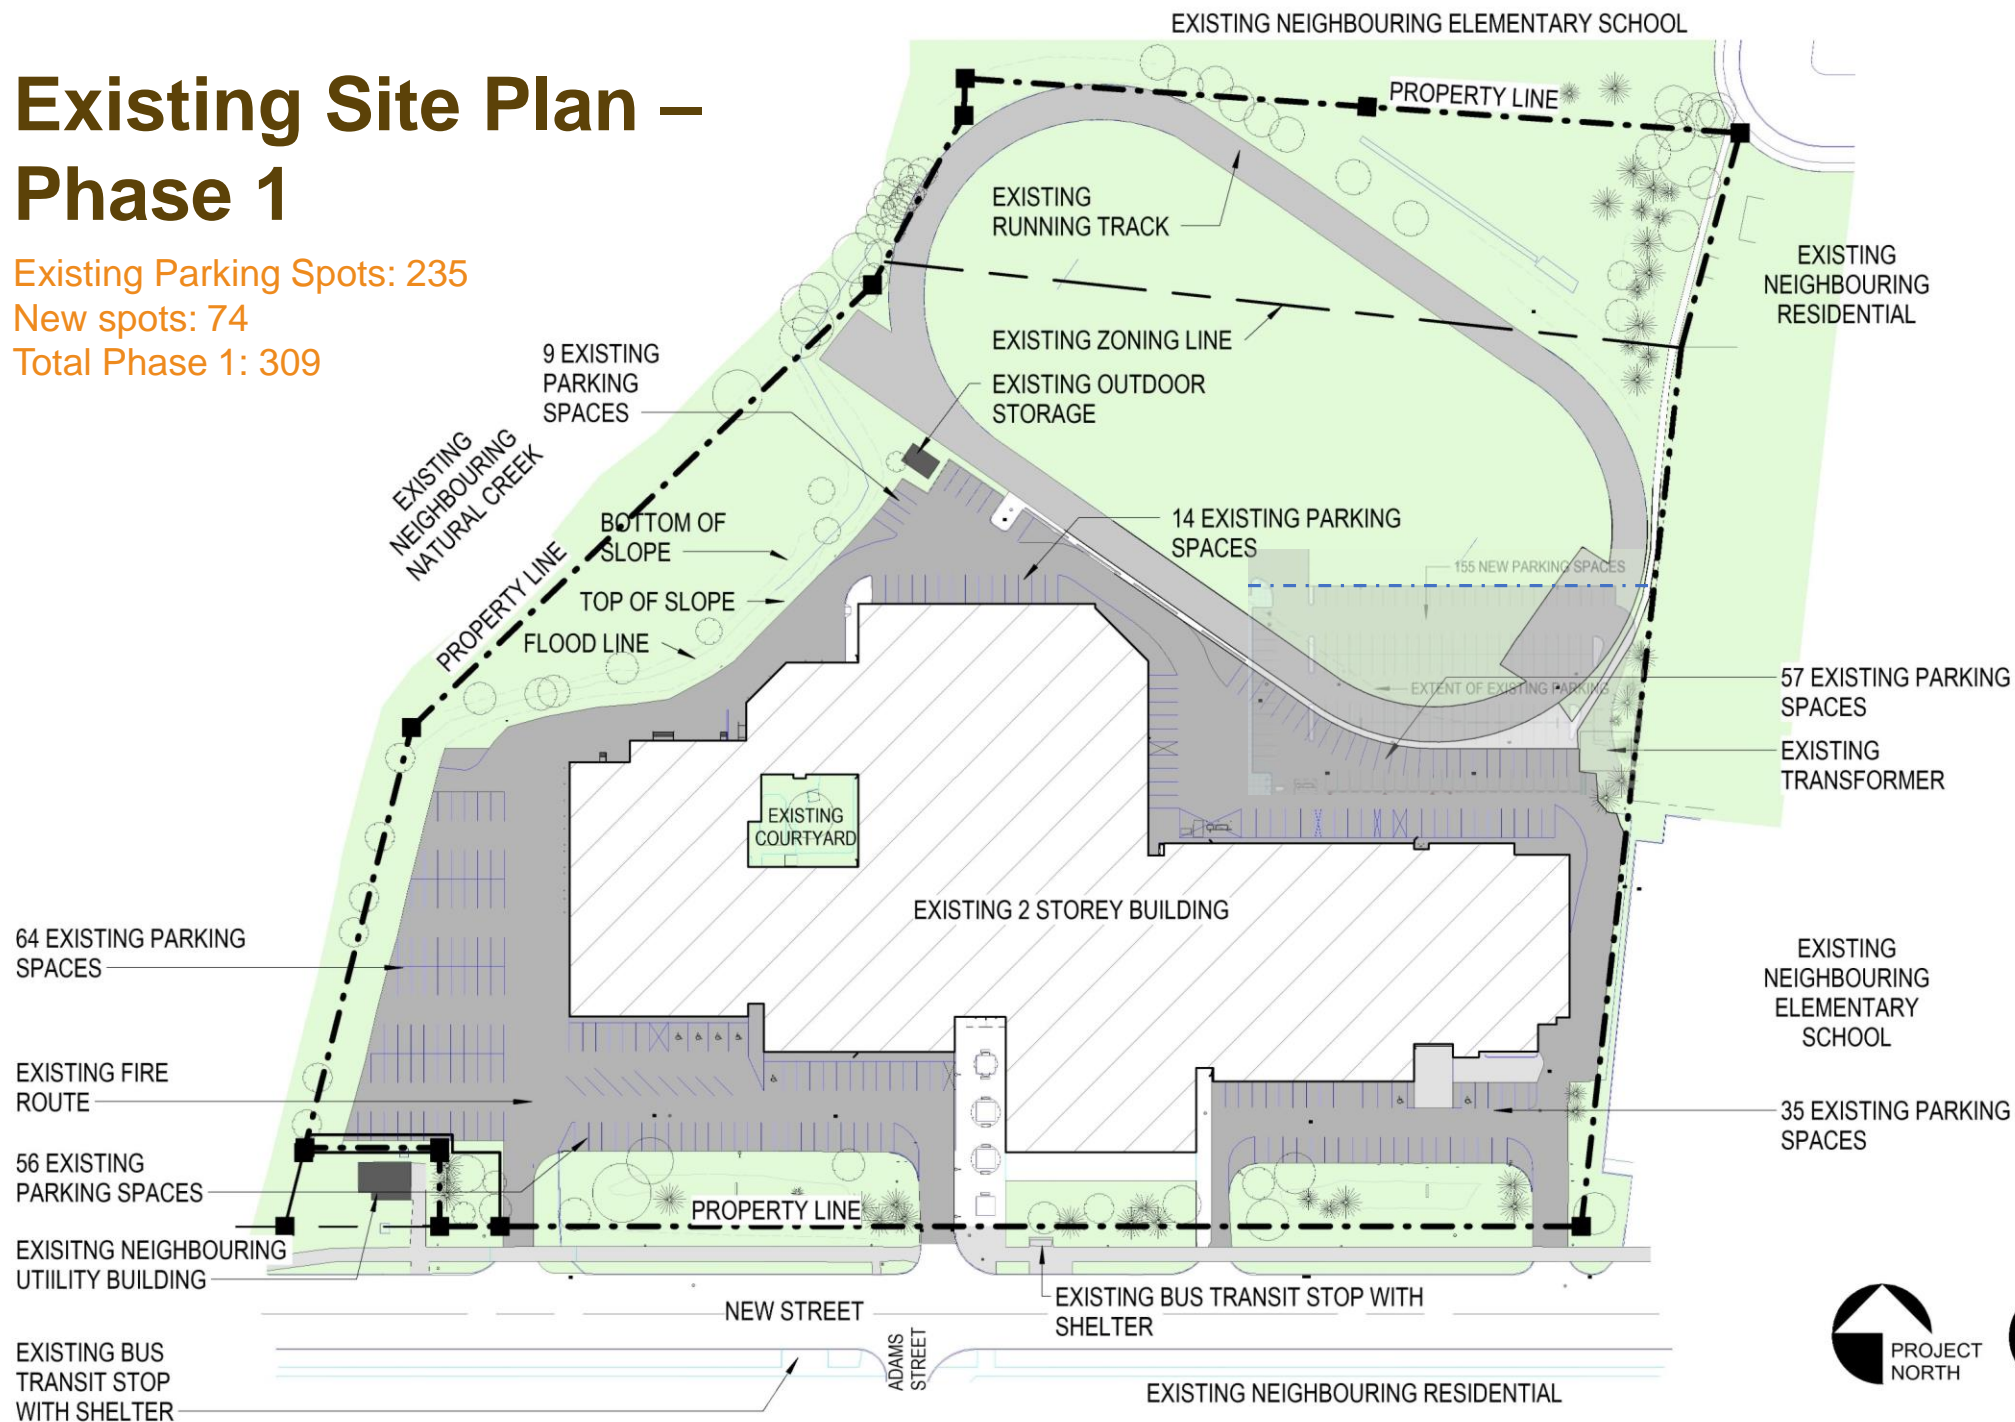 Existing Site Plan –
Phase 1
Existing Parking Spots: 235
New spots: 74
Total Phase 1: 309
EXISTING NEIGHBOURING ELEMENTARY SCHOOL
PROPERTY LINE
EXISTING
RUNNING TRACK
EXISTING
NEIGHBOURING
RESIDENTIAL
EXISTING ZONING LINE
9 EXISTING
PARKING
SPACES
EXISTING OUTDOOR
STORAGE
EXISTING
NEIGHBOURING
NATURAL CREEK
BOTTOM OF
SLOPE
14 EXISTING PARKING
SPACES
155 NEW PARKING SPACES
PROPERTY LINE
TOP OF SLOPE
FLOOD LINE
EXTENT OF EXISTING PARKING
57 EXISTING PARKING
SPACES
EXISTING
TRANSFORMER
EXISTING
COURTYARD
EXISTING 2 STOREY BUILDING
64 EXISTING PARKING
SPACES
EXISTING
NEIGHBOURING
ELEMENTARY
SCHOOL
EXISTING FIRE
ROUTE
35 EXISTING PARKING
SPACES
56 EXISTING
PARKING SPACES
PROPERTY LINE
EXISITNG NEIGHBOURING
UTIILITY BUILDING
NEW STREET
EXISTING BUS TRANSIT STOP WITH
SHELTER
ADAMS
STREET
EXISTING BUS
TRANSIT STOP
WITH SHELTER
EXISTING NEIGHBOURING RESIDENTIAL
PROJECT
NORTH